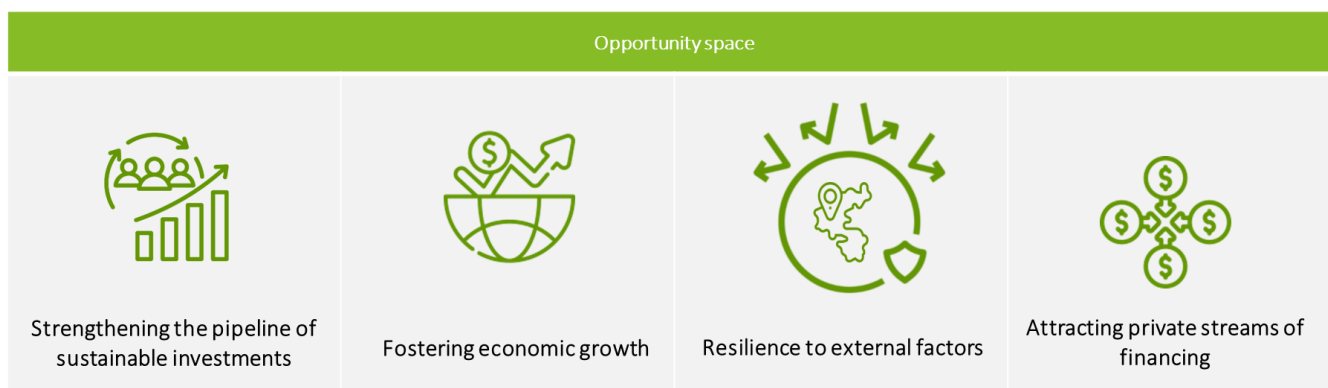 Opportunity space
Strengthening the pipeline of
sustainable investments
Fostering economic growth
Resilience to external factors
Attracting private streams of
financing
$
$
$
$
$